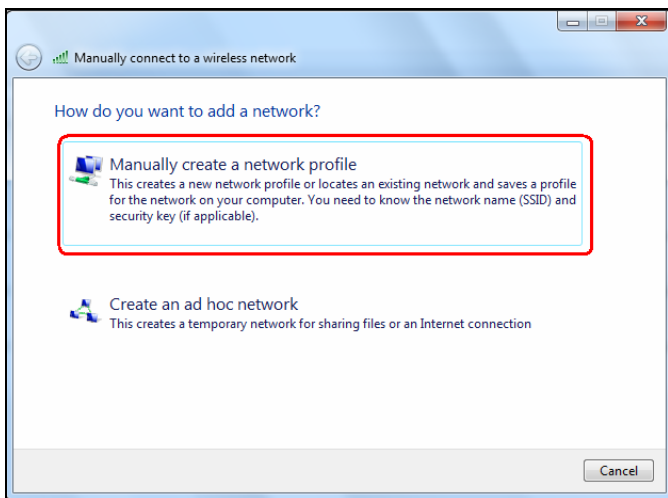 Manually connect to a wireless network
How do you want to add a network?
Manually create a network profile
This creates a new network profile or locates an existing network and saves a profile
for the network on your computer. You need to know the network name (SSID) and
security key (if applicable).
Create an ad hoc network
This creates a temporary network for sharing files or an Internet connection
Cancel